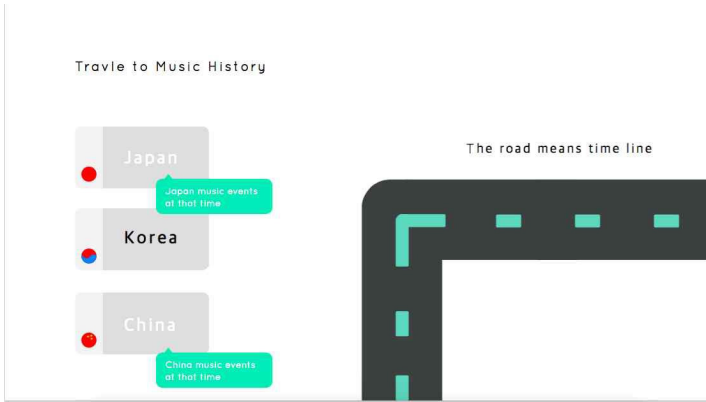 Travle to Music History
The road means time line
Japan
Japan music events
at that time
Korea
China
China music events
at that time